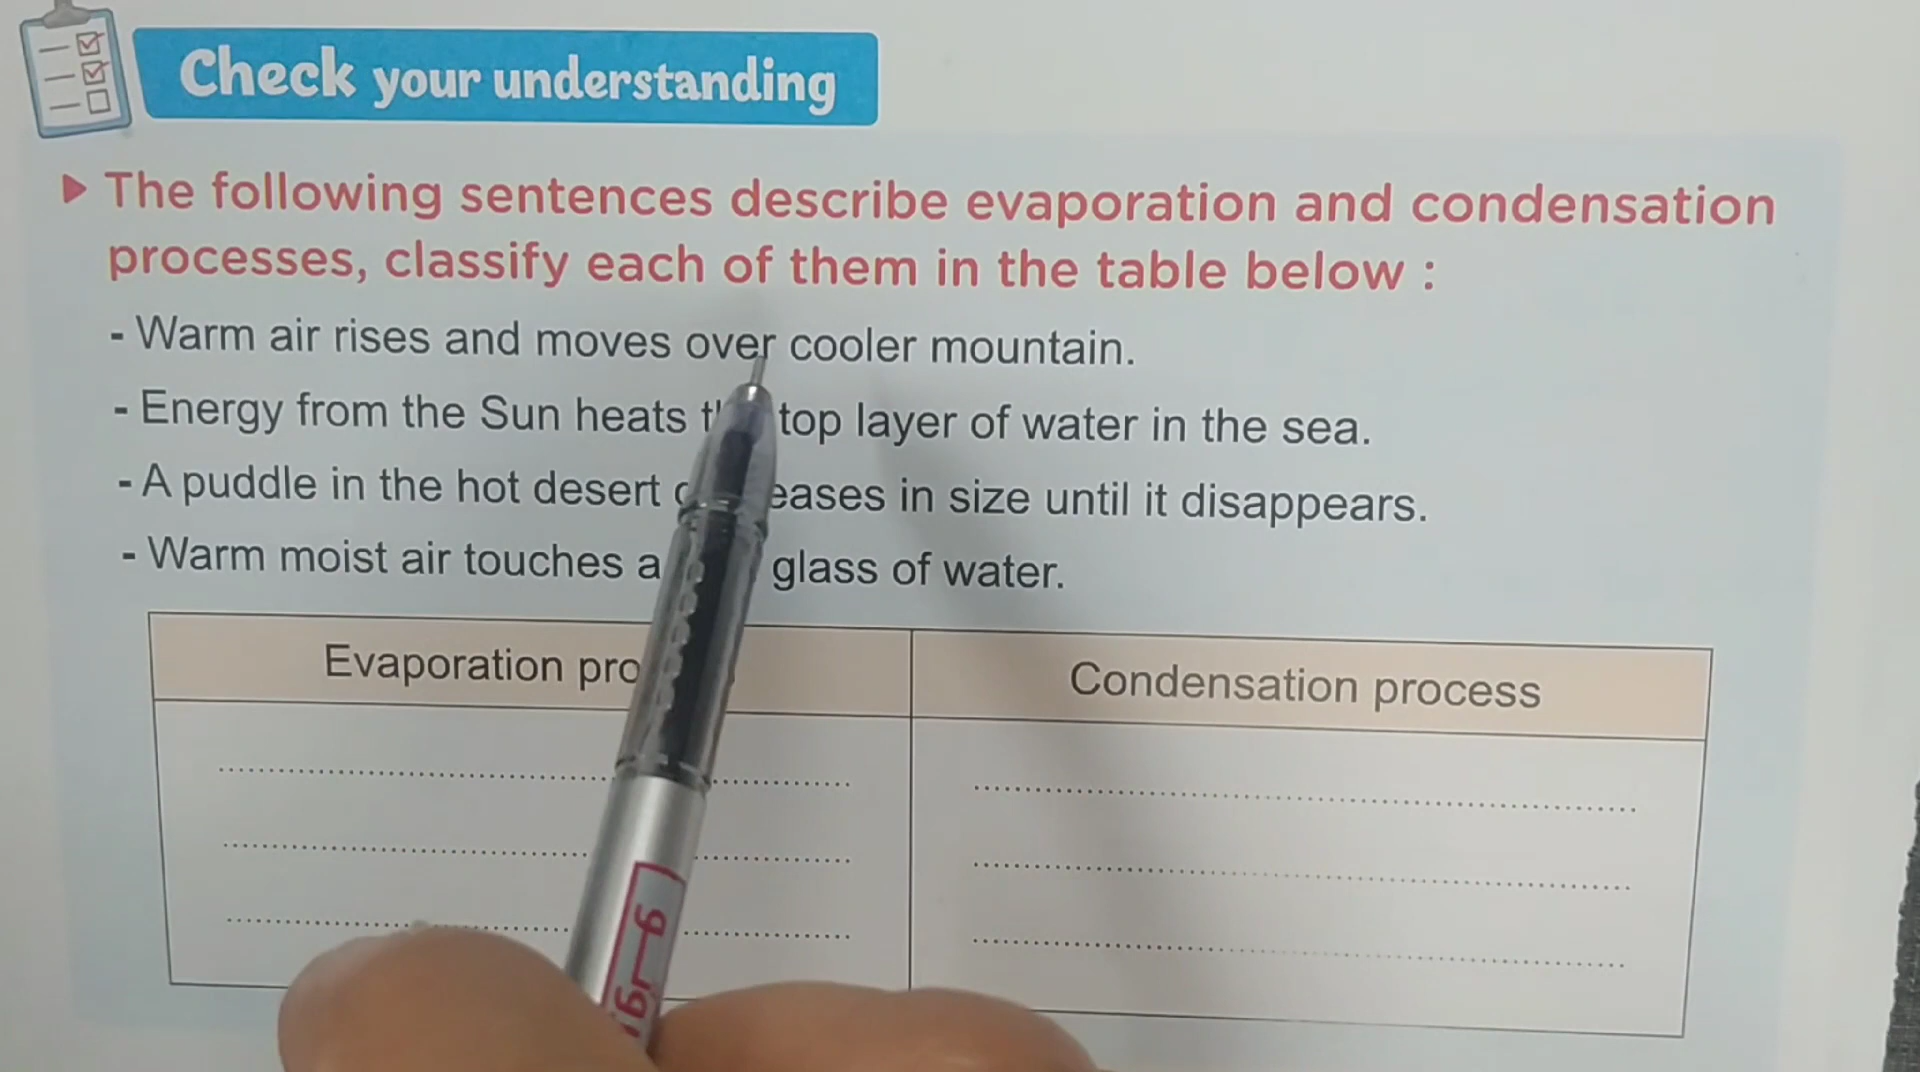 Check your understanding
The following sentences describe evaporation and condensation
processes, classify each of them in the table below :
- Warm air rises and moves over cooler mountain.
- Energy from the Sun heats top layer of water in the sea.
- A puddle in the hot desert in size until it disappears.
- Warm moist air touches a glass of water.
Evaporation
Condensation process